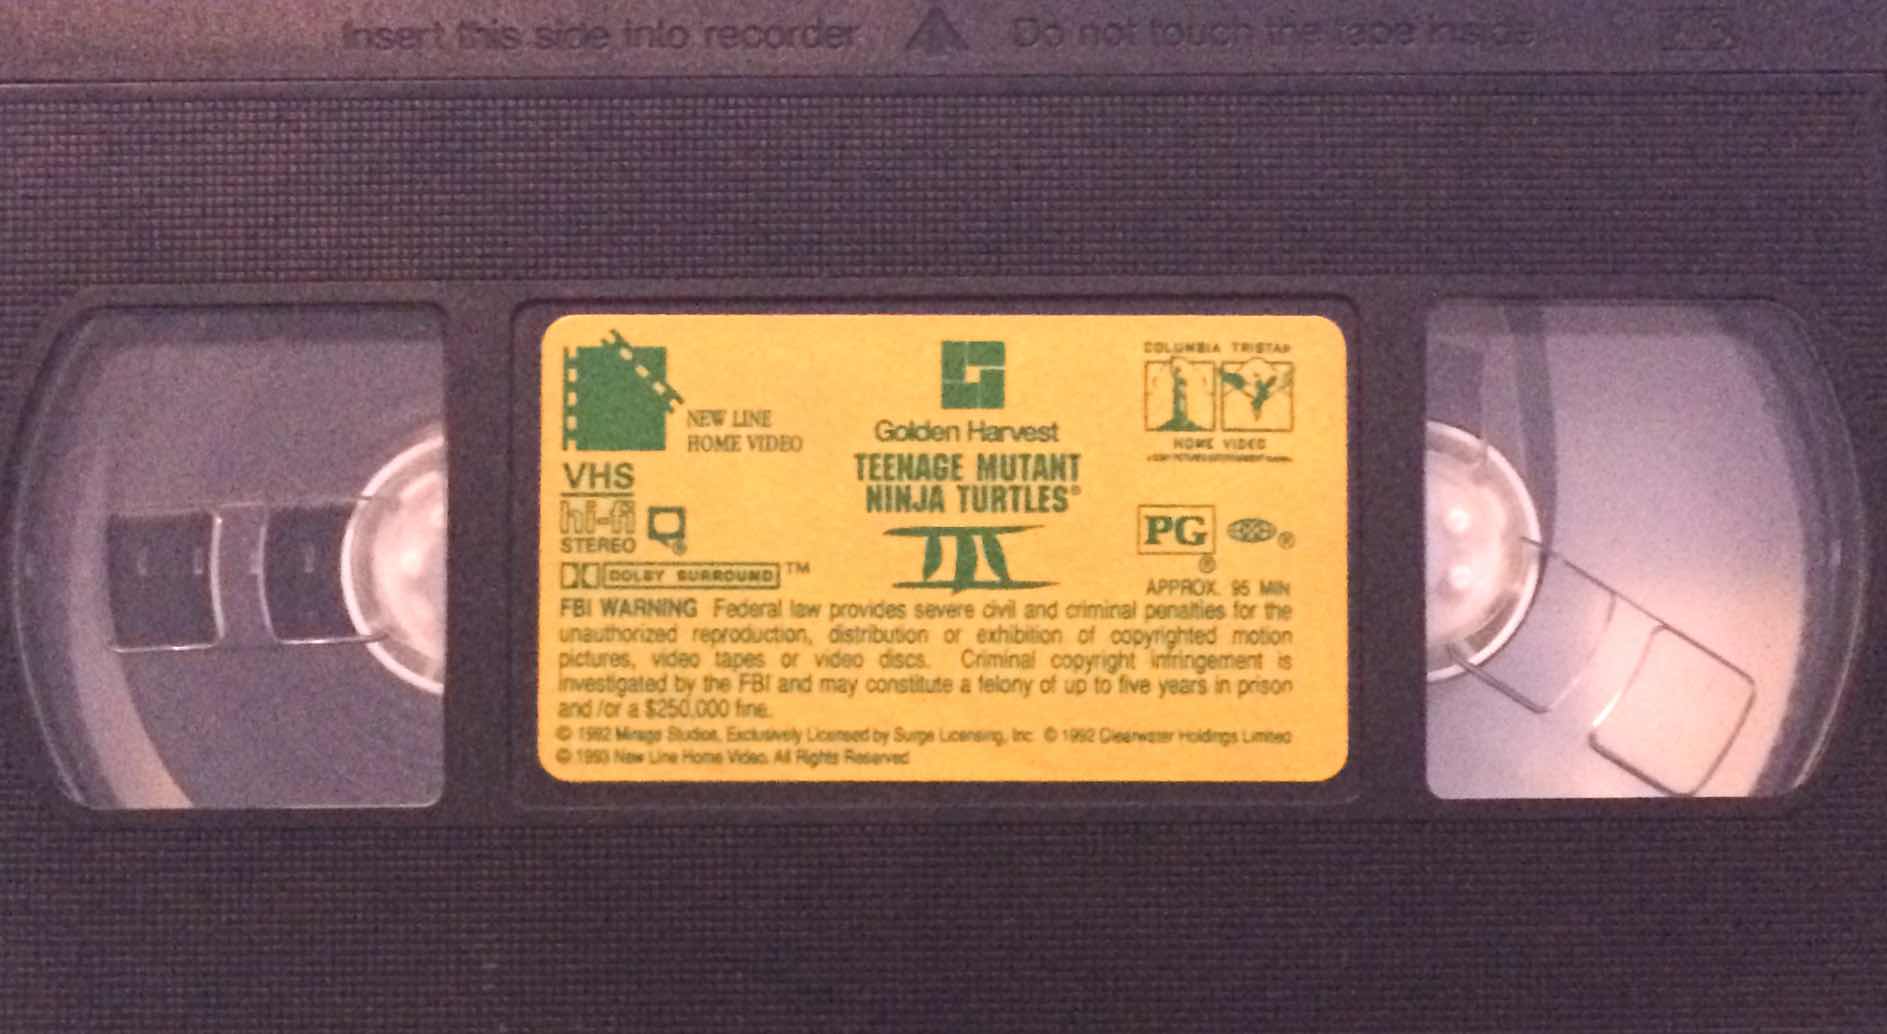 Insert this side into recorder Do not touch the tape inside
NEW LINE
HOME VIDEO
VHS
hi-fi
STEREO
DOLBY SURROUND™
Golden Harvest
TEENAGE MUTANT
NINJA TURTLES®
III
COLUMBIA TRISTAR
HOME VIDEO
PG ®
®
APPROX. 95 MIN
FBI WARNING Federal law provides severe civil and criminal penalties for the
unauthorized reproduction, distribution or exhibition of copyrighted motion
pictures, video tapes or video discs. Criminal copyright infringement is
investigated by the FBI and may constitute a felony of up to five years in prison
and /or a $250,000 fine.
© 1992 Mirage Studios, Exclusively Licensed by Surge Licensing, Inc © 1992 Clearwater Holdings Limited
© 1993 New Line Home Video. All Rights Reserved